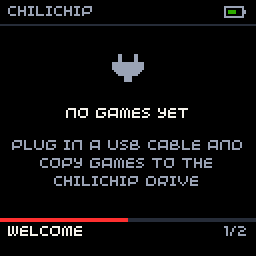 CHILICHIP
NO GAMES YET
PLUG IN A USB CABLE AND
COPY GAMES TO THE
CHILICHIP DRIVE
WELCOME
1/2